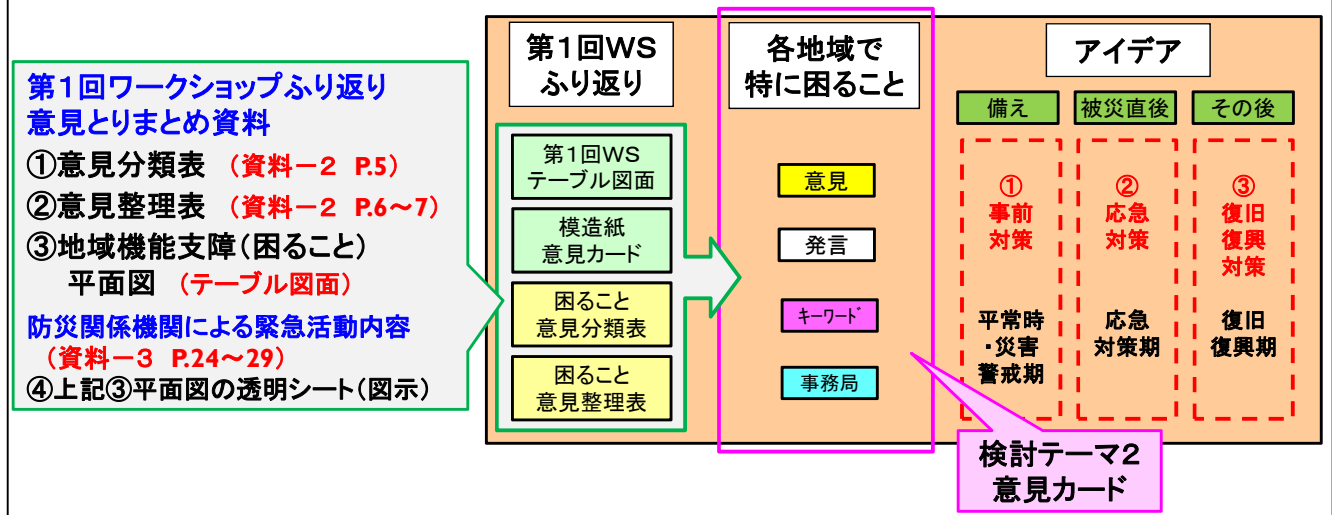 第1回ワークショップふり返り
意見とりまとめ資料
①意見分類表 (資料－２ P.5)
②意見整理表 (資料－２ P.6～7)
③地域機能支障(困ること)
平面図 (テーブル図面)
防災関係機関による緊急活動内容
(資料－３ P.24～29)
④上記③平面図の透明シート(図示)
第1回WS
ふり返り
第1回WS
テーブル図面
模造紙
意見カード
困ること
意見分類表
困ること
意見整理表
各地域で
特に困ること
意見
発言
ｷｰﾜｰﾄﾞ
事務局
アイデア
備え
被災直後
その後
①
事前
対策
平常時
・災害
警戒期
②
応急
対策
応急
対策期
③
復旧
復興
対策
復旧
復興期
検討テーマ2
意見カード